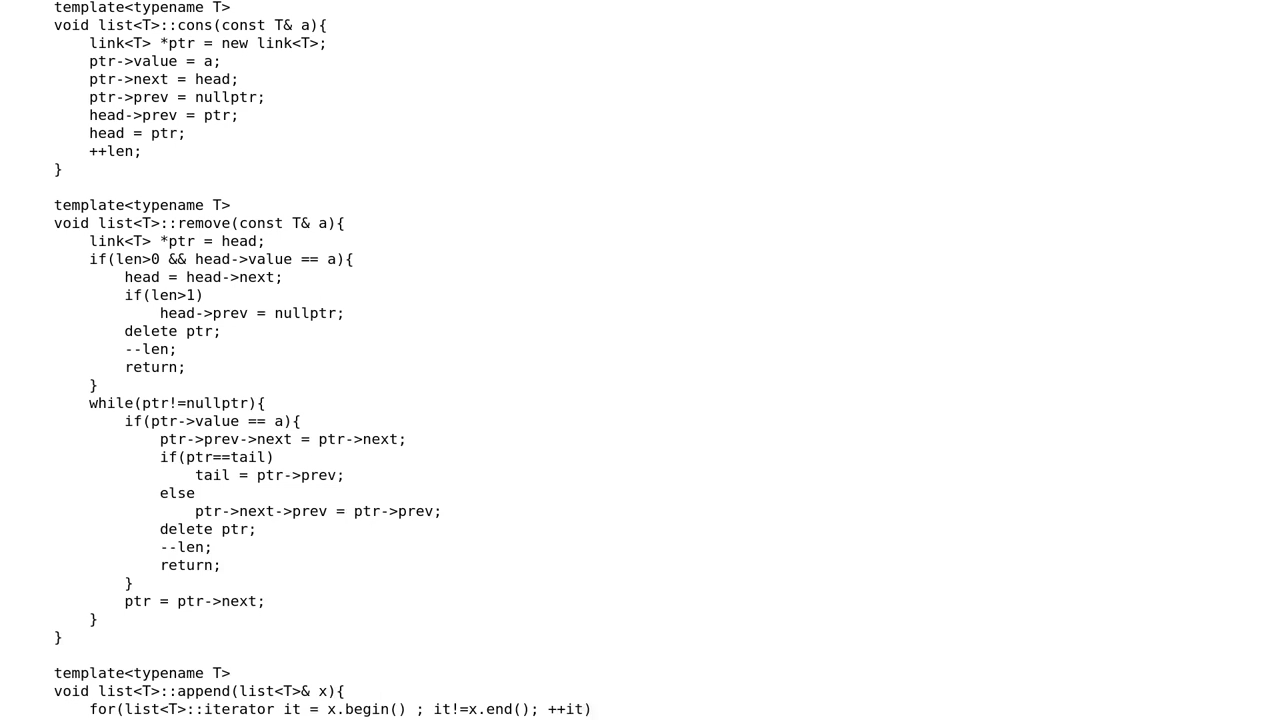 template<typename T>
void list<T>::cons(const T& a){
    link<T> *ptr = new link<T>;
    ptr->value = a;
    ptr->next = head;
    ptr->prev = nullptr;
    head->prev = ptr;
    head = ptr;
    ++len;
}

template<typename T>
void list<T>::remove(const T& a){
    link<T> *ptr = head;
    if(len>0 && head->value == a){
        head = head->next;
        if(len>1)
            head->prev = nullptr;
        delete ptr;
        --len;
        return;
    }
    while(ptr!=nullptr){
        if(ptr->value == a){
            ptr->prev->next = ptr->next;
            if(ptr==tail)
                tail = ptr->prev;
            else
                ptr->next->prev = ptr->prev;
            delete ptr;
            --len;
            return;
        }
        ptr = ptr->next;
    }
}

template<typename T>
void list<T>::append(list<T>& x){
    for(list<T>::iterator it = x.begin() ; it!=x.end(); ++it)